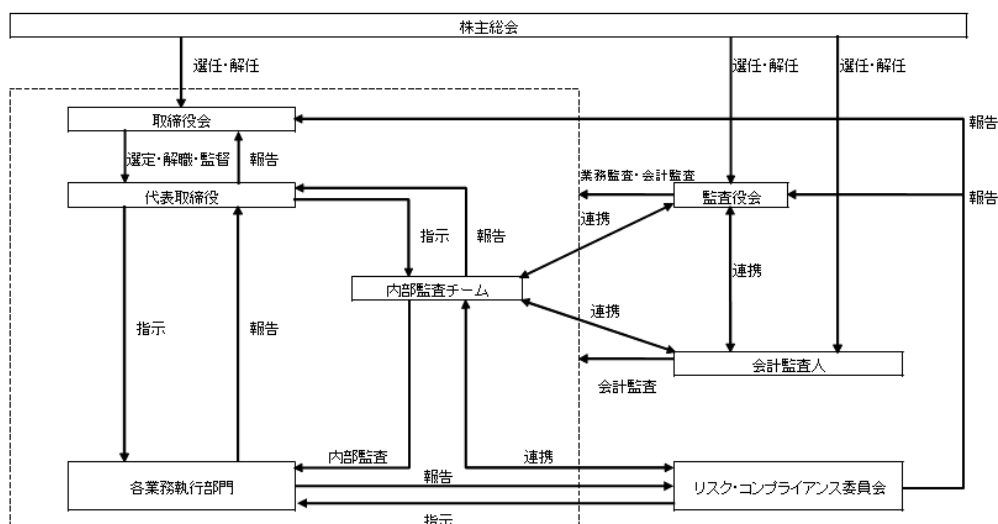 株主総会
選任・解任
選任・解任
選任・解任
取締役会
報告
選定・解職・監督
報告
業務監査・会計監査
代表取締役
監査役会
報告
連携
指示
報告
連携
内部監査チーム
連携
指示
報告
会計監査人
会計監査
内部監査
連携
報告
各業務執行部門
リスク・コンプライアンス委員会
指示